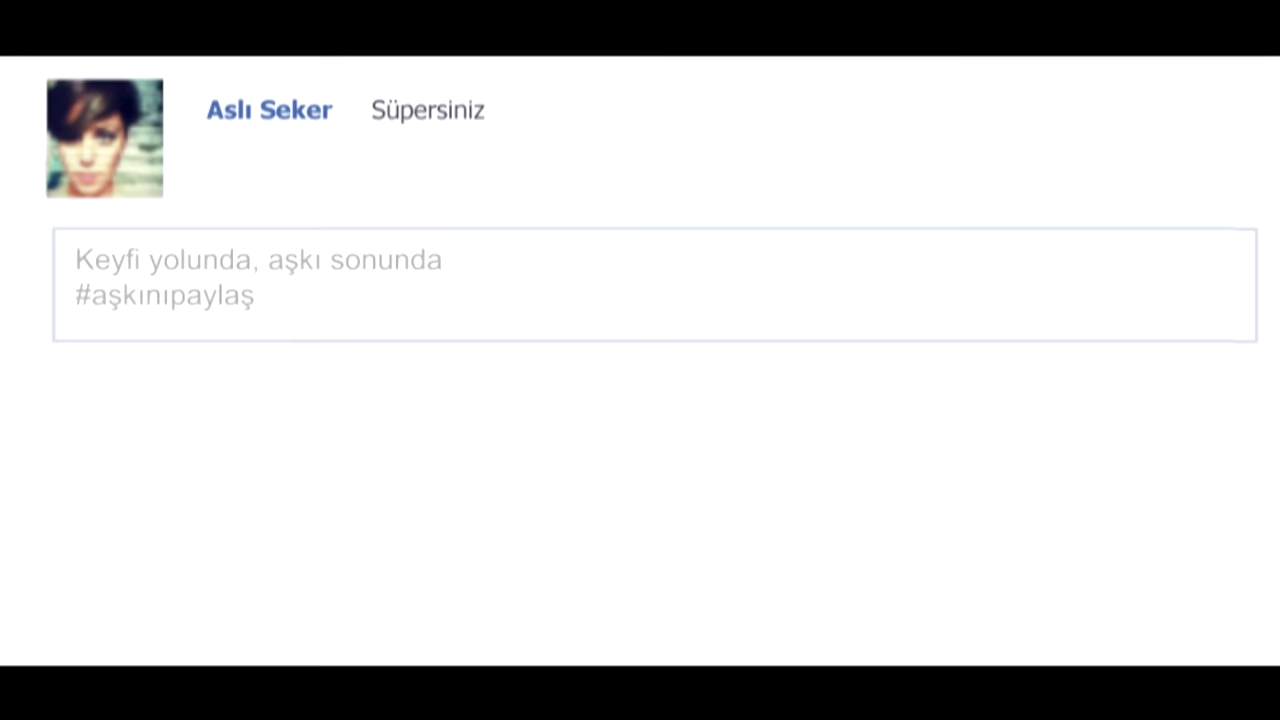 Aslı Seker Süpersiniz
Keyfi yolunda, aşkı sonunda
#aşkınıpaylaş